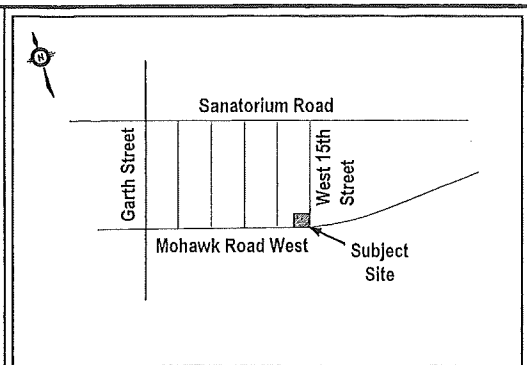 N
Sanatorium Road
Garth Street
West 15th
Street
Mohawk Road West
Subject
Site